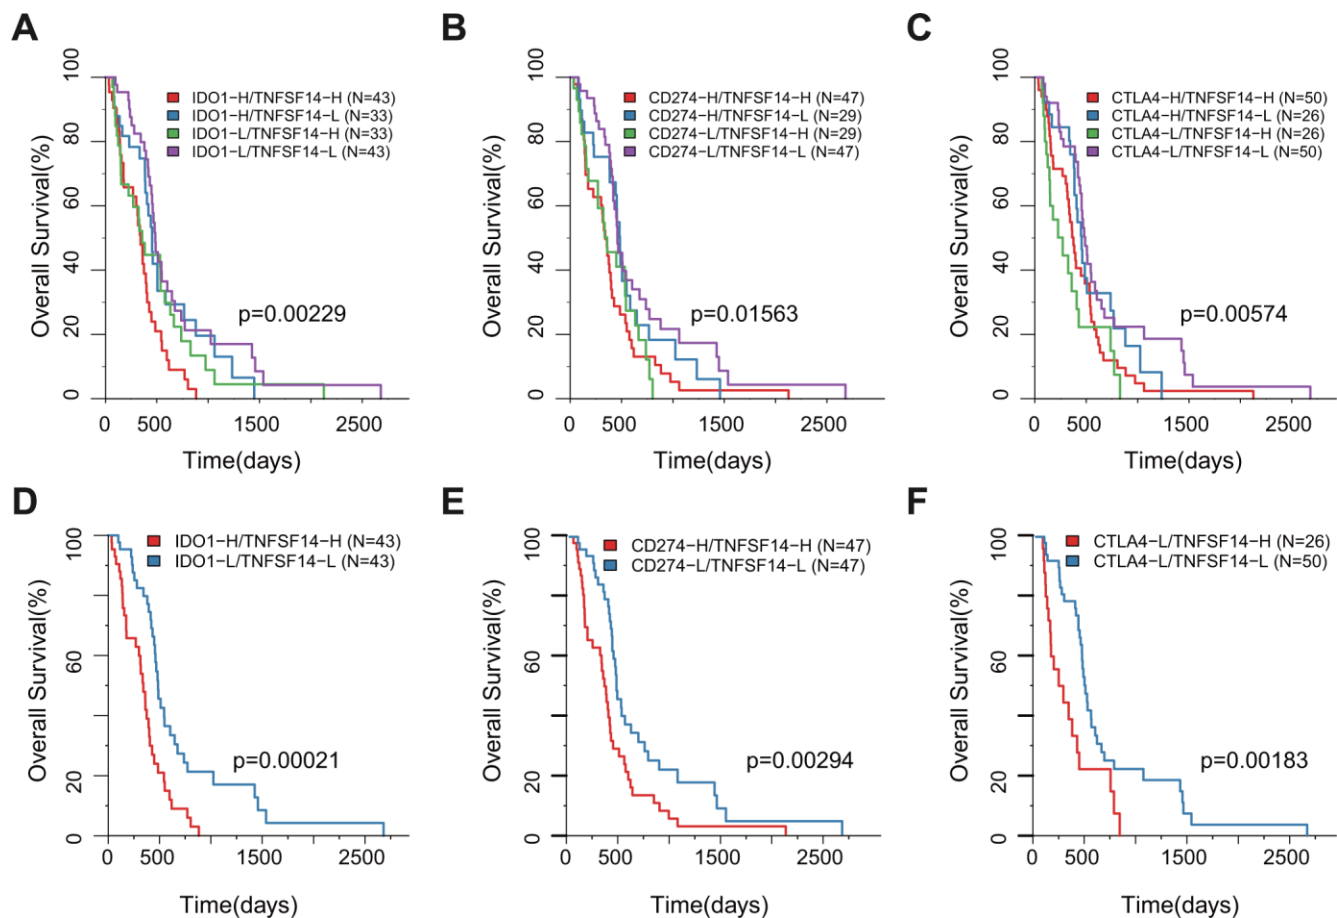 A
Overall Survival(%)
100
80
60
40
20
0
IDO1-H/TNFSF14-H (N=43)
IDO1-H/TNFSF14-L (N=33)
IDO1-L/TNFSF14-H (N=33)
IDO1-L/TNFSF14-L (N=43)
p=0.00229
0 500 1500 2500
Time(days)
B
Overall Survival(%)
100
80
60
40
20
0
CD274-H/TNFSF14-H (N=47)
CD274-H/TNFSF14-L (N=29)
CD274-L/TNFSF14-H (N=29)
CD274-L/TNFSF14-L (N=47)
p=0.01563
0 500 1500 2500
Time(days)
C
Overall Survival(%)
100
80
60
40
20
0
CTLA4-H/TNFSF14-H (N=50)
CTLA4-H/TNFSF14-L (N=26)
CTLA4-L/TNFSF14-H (N=26)
CTLA4-L/TNFSF14-L (N=50)
p=0.00574
0 500 1500 2500
Time(days)
D
Overall Survival(%)
100
60
20
0
IDO1-H/TNFSF14-H (N=43)
IDO1-L/TNFSF14-L (N=43)
p=0.00021
0 500 1500 2500
Time(days)
E
Overall Survival(%)
100
60
20
0
CD274-H/TNFSF14-H (N=47)
CD274-L/TNFSF14-L (N=47)
p=0.00294
0 500 1500 2500
Time(days)
F
Overall Survival(%)
100
60
20
0
CTLA4-L/TNFSF14-H (N=26)
CTLA4-L/TNFSF14-L (N=50)
p=0.00183
0 500 1500 2500
Time(days)